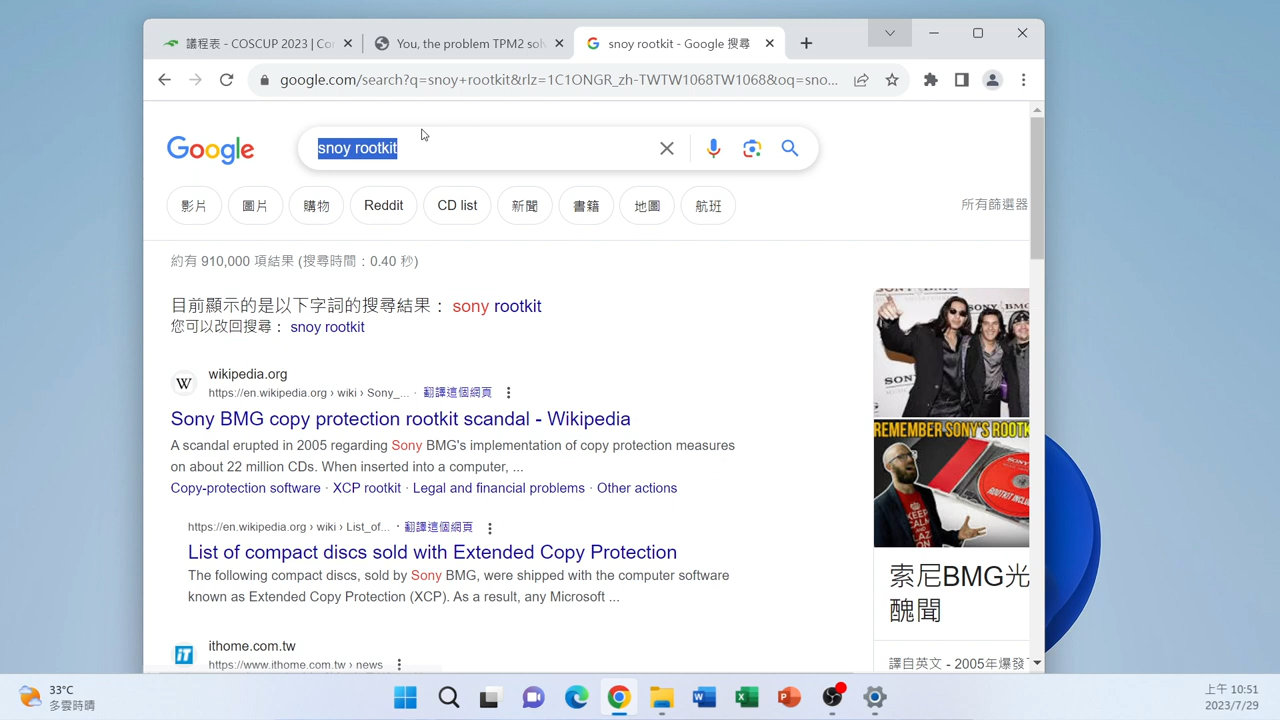 議程表 - COSCUP 2023 | C
You, the problem TPM2 sol
snoy rootkit - Google 搜尋
google.com/search?q=snoy+rootkit&rlz=1C1ONGR_zh-TWTW1068TW1068&oq=sno...
Google
snoy rootkit
影片
圖片
購物
Reddit
CD list
新聞
書籍
地圖
航班
所有篩選器
約有 910,000 項結果 (搜尋時間：0.40 秒)
目前顯示的是以下字詞的搜尋結果： sony rootkit
您可以改回搜尋： snoy rootkit
W
wikipedia.org
https://en.wikipedia.org › wiki › Sony_... · 翻譯這個網頁
Sony BMG copy protection rootkit scandal - Wikipedia
A scandal erupted in 2005 regarding Sony BMG's implementation of copy protection measures
on about 22 million CDs. When inserted into a computer, ...
Copy-protection software · XCP rootkit · Legal and financial problems · Other actions
https://en.wikipedia.org › wiki › List_of... · 翻譯這個網頁
List of compact discs sold with Extended Copy Protection
The following compact discs, sold by Sony BMG, were shipped with the computer software
known as Extended Copy Protection (XCP). As a result, any Microsoft ...
iT
ithome.com.tw
https://www.ithome.com.tw › news
REMEMBER SONY'S ROOTK
索尼BMG光
醜聞
譯自英文 - 2005年爆發了
33°C
多雲時晴
上午 10:51
2023/7/29